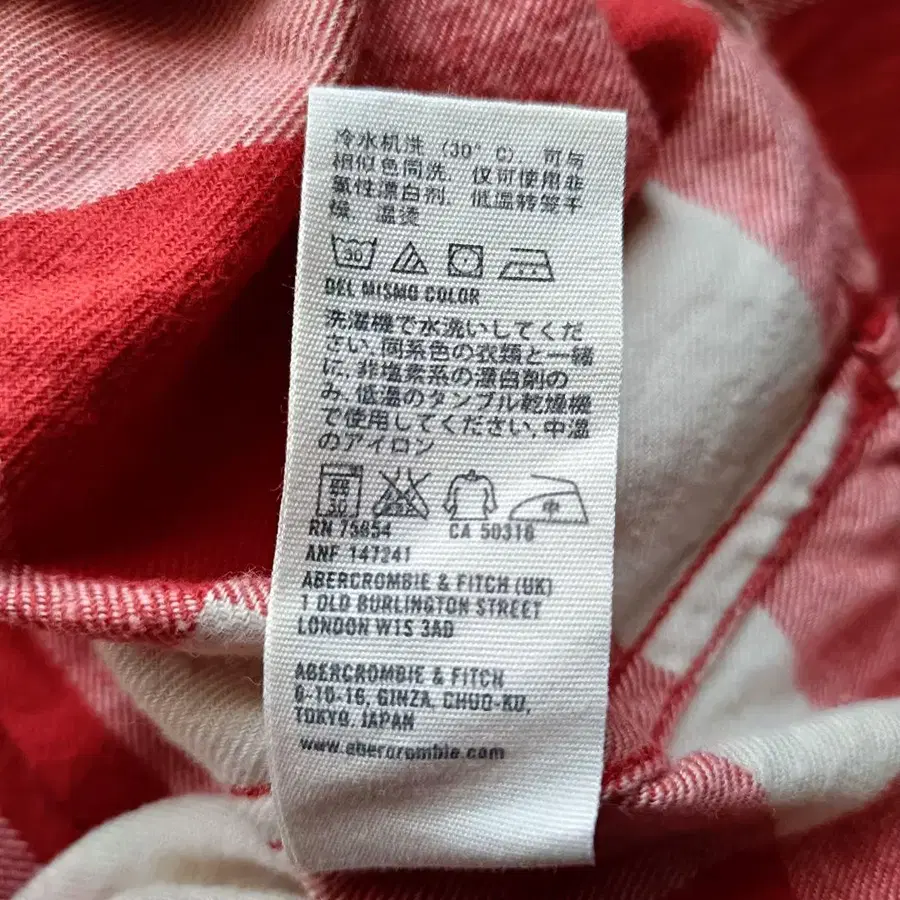 冷水机洗 (30° C), 可与
相似色同洗, 仅可使用非
氯性漂白剂, 低温转笼干
燥, 温烫
30
DEL MISMO COLOR
洗濯機で水洗いしてくだ
さい, 同系色の衣類と一緒
に, 非塩素系の漂白剤の
み, 低温のタンブル乾燥機
で使用してください, 中温
のアイロン
30 中
RN 75654 CA 50316
ANF 147241
ABERCROMBIE & FITCH (UK)
1 OLD BURLINGTON STREET
LONDON W1S 3AD
ABERCROMBIE & FITCH
6-10-16, GINZA, CHUO-KU,
TOKYO, JAPAN
www.abercrombie.com